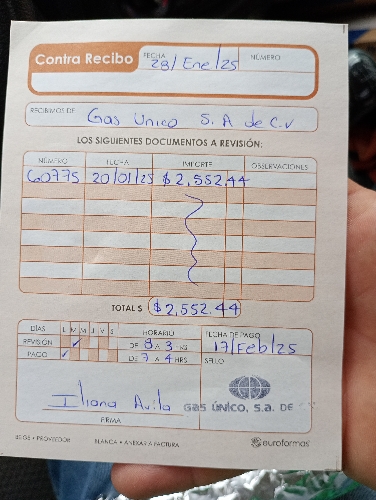 Contra Recibo FECHA 28/Ene/25 NÚMERO
RECIBIMOS DE Gas Único S.A de C.V
LOS SIGUIENTES DOCUMENTOS A REVISIÓN:
NÚMERO FECHA IMPORTE OBSERVACIONES
60775 20/01/25 $2,552.44
TOTAL $ $2,552.44
DÍAS L M M J V S HORARIO FECHA DE PAGO
REVISIÓN ✓ DE 8 A 3 HRS 17/Feb/25
PAGO ✓ DE 7 A 4 HRS SELLO
Iliana Avila GAS ÚNICO, S.A. DE
FIRMA
BLANCA • ANEXAR A FACTURA euroformas